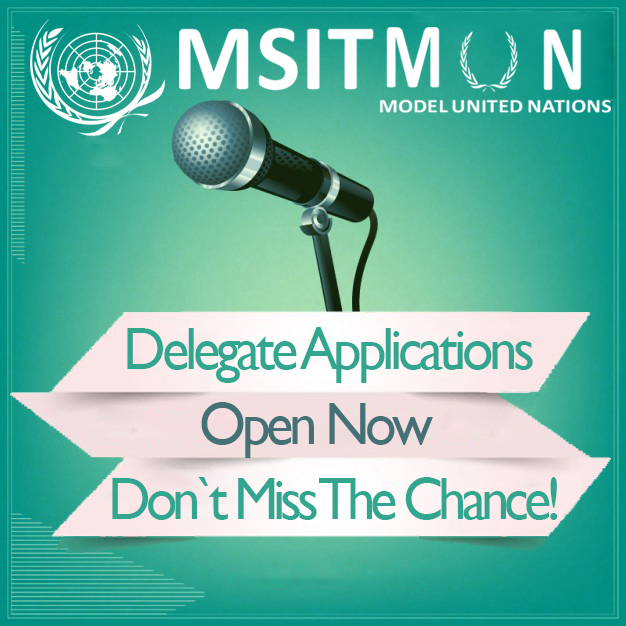 MSITMUN
MODEL UNITED NATIONS
Delegate Applications
Open Now
Don`t Miss The Chance!